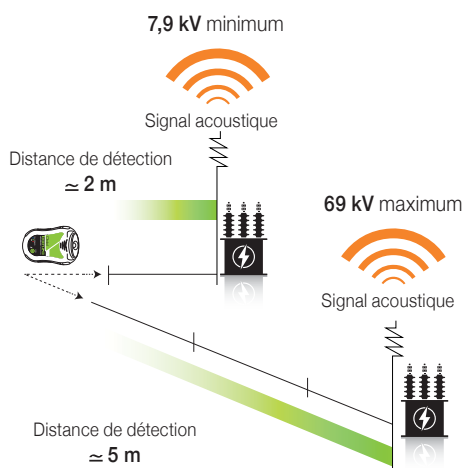 7,9 kV minimum
Signal acoustique
Distance de détection
≃ 2 m
69 kV maximum
Signal acoustique
Distance de détection
≃ 5 m